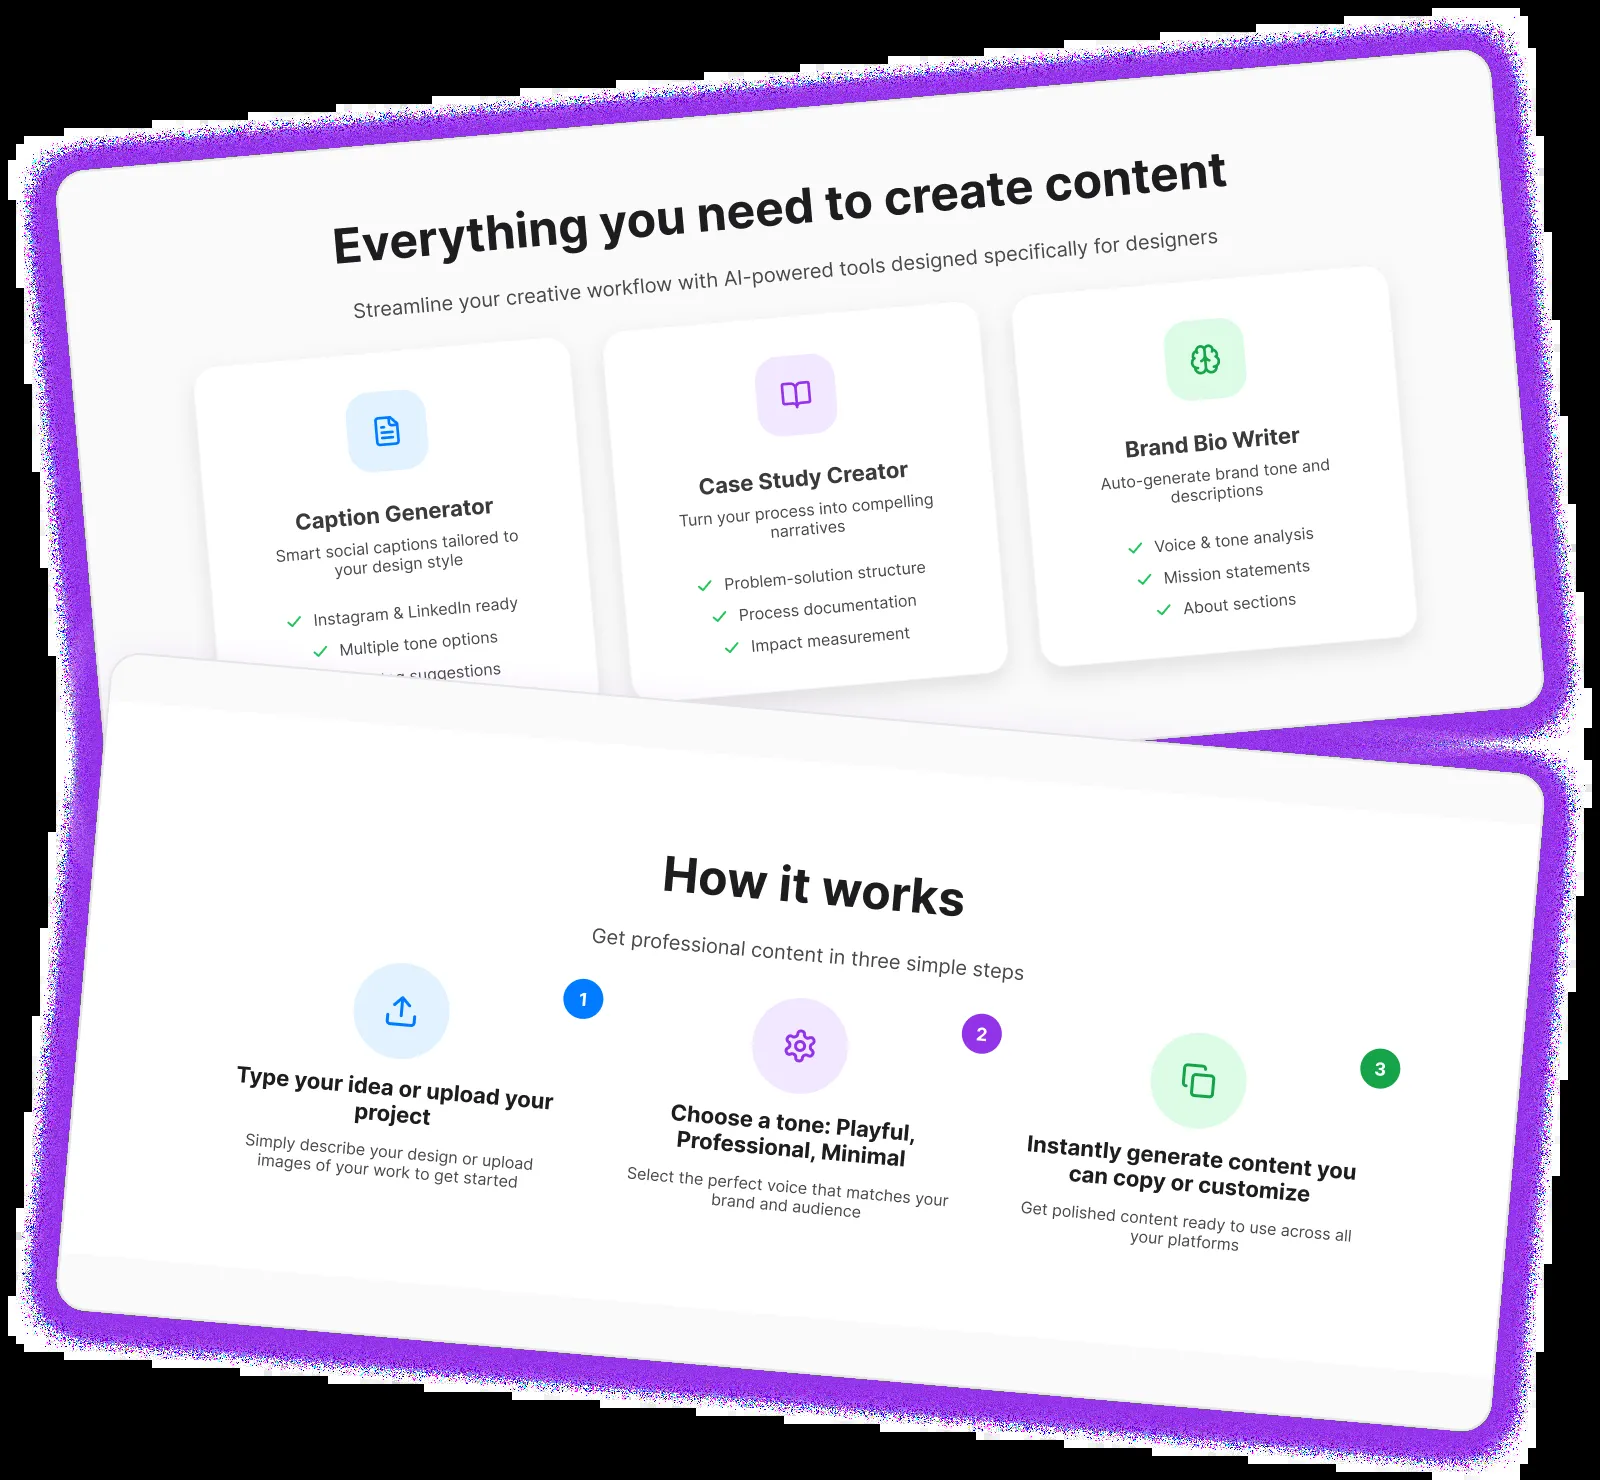 Everything you need to create content
Streamline your creative workflow with AI-powered tools designed specifically for designers
Caption Generator
Smart social captions tailored to
your design style
Instagram & LinkedIn ready
Multiple tone options
suggestions
Case Study Creator
Turn your process into compelling
narratives
Problem-solution structure
Process documentation
Impact measurement
Brand Bio Writer
Auto-generate brand tone and
descriptions
Voice & tone analysis
Mission statements
About sections
How it works
Get professional content in three simple steps
1
Type your idea or upload your
project
Simply describe your design or upload
images of your work to get started
2
Choose a tone: Playful,
Professional, Minimal
Select the perfect voice that matches your
brand and audience
3
Instantly generate content you
can copy or customize
Get polished content ready to use across all
your platforms